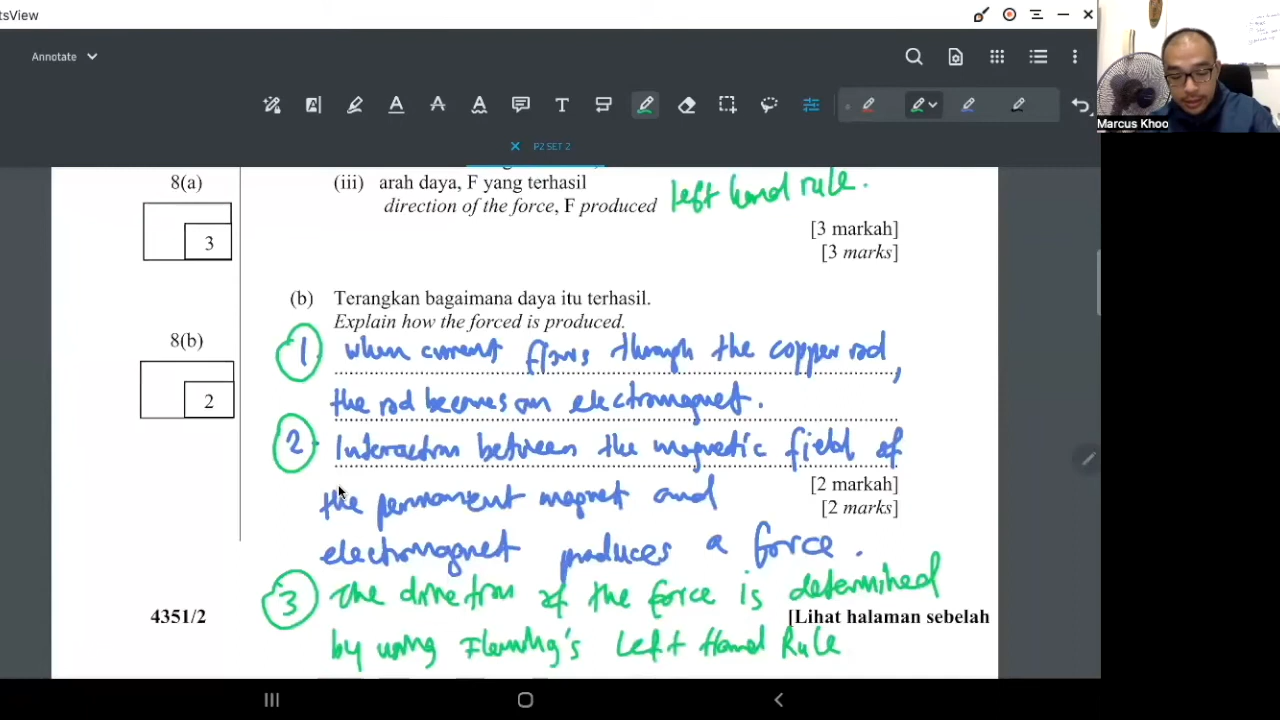 tsView
Annotate
Marcus Khoo
P2 SET 2
8(a)
3
(iii) arah daya, F yang terhasil
direction of the force, F produced
left hand rule.
[3 markah]
[3 marks]
(b) Terangkan bagaimana daya itu terhasil.
Explain how the forced is produced.
8(b)
2
1 when current flows through the copper rod,
the rod becomes an electromagnet.
2 Interaction between the magnetic field of
[2 markah]
the permanent magnet and
[2 marks]
electromagnet produces a force.
3 The direction of the force is determined
4351/2
[Lihat halaman sebelah
by using Fleming's Left Hand Rule